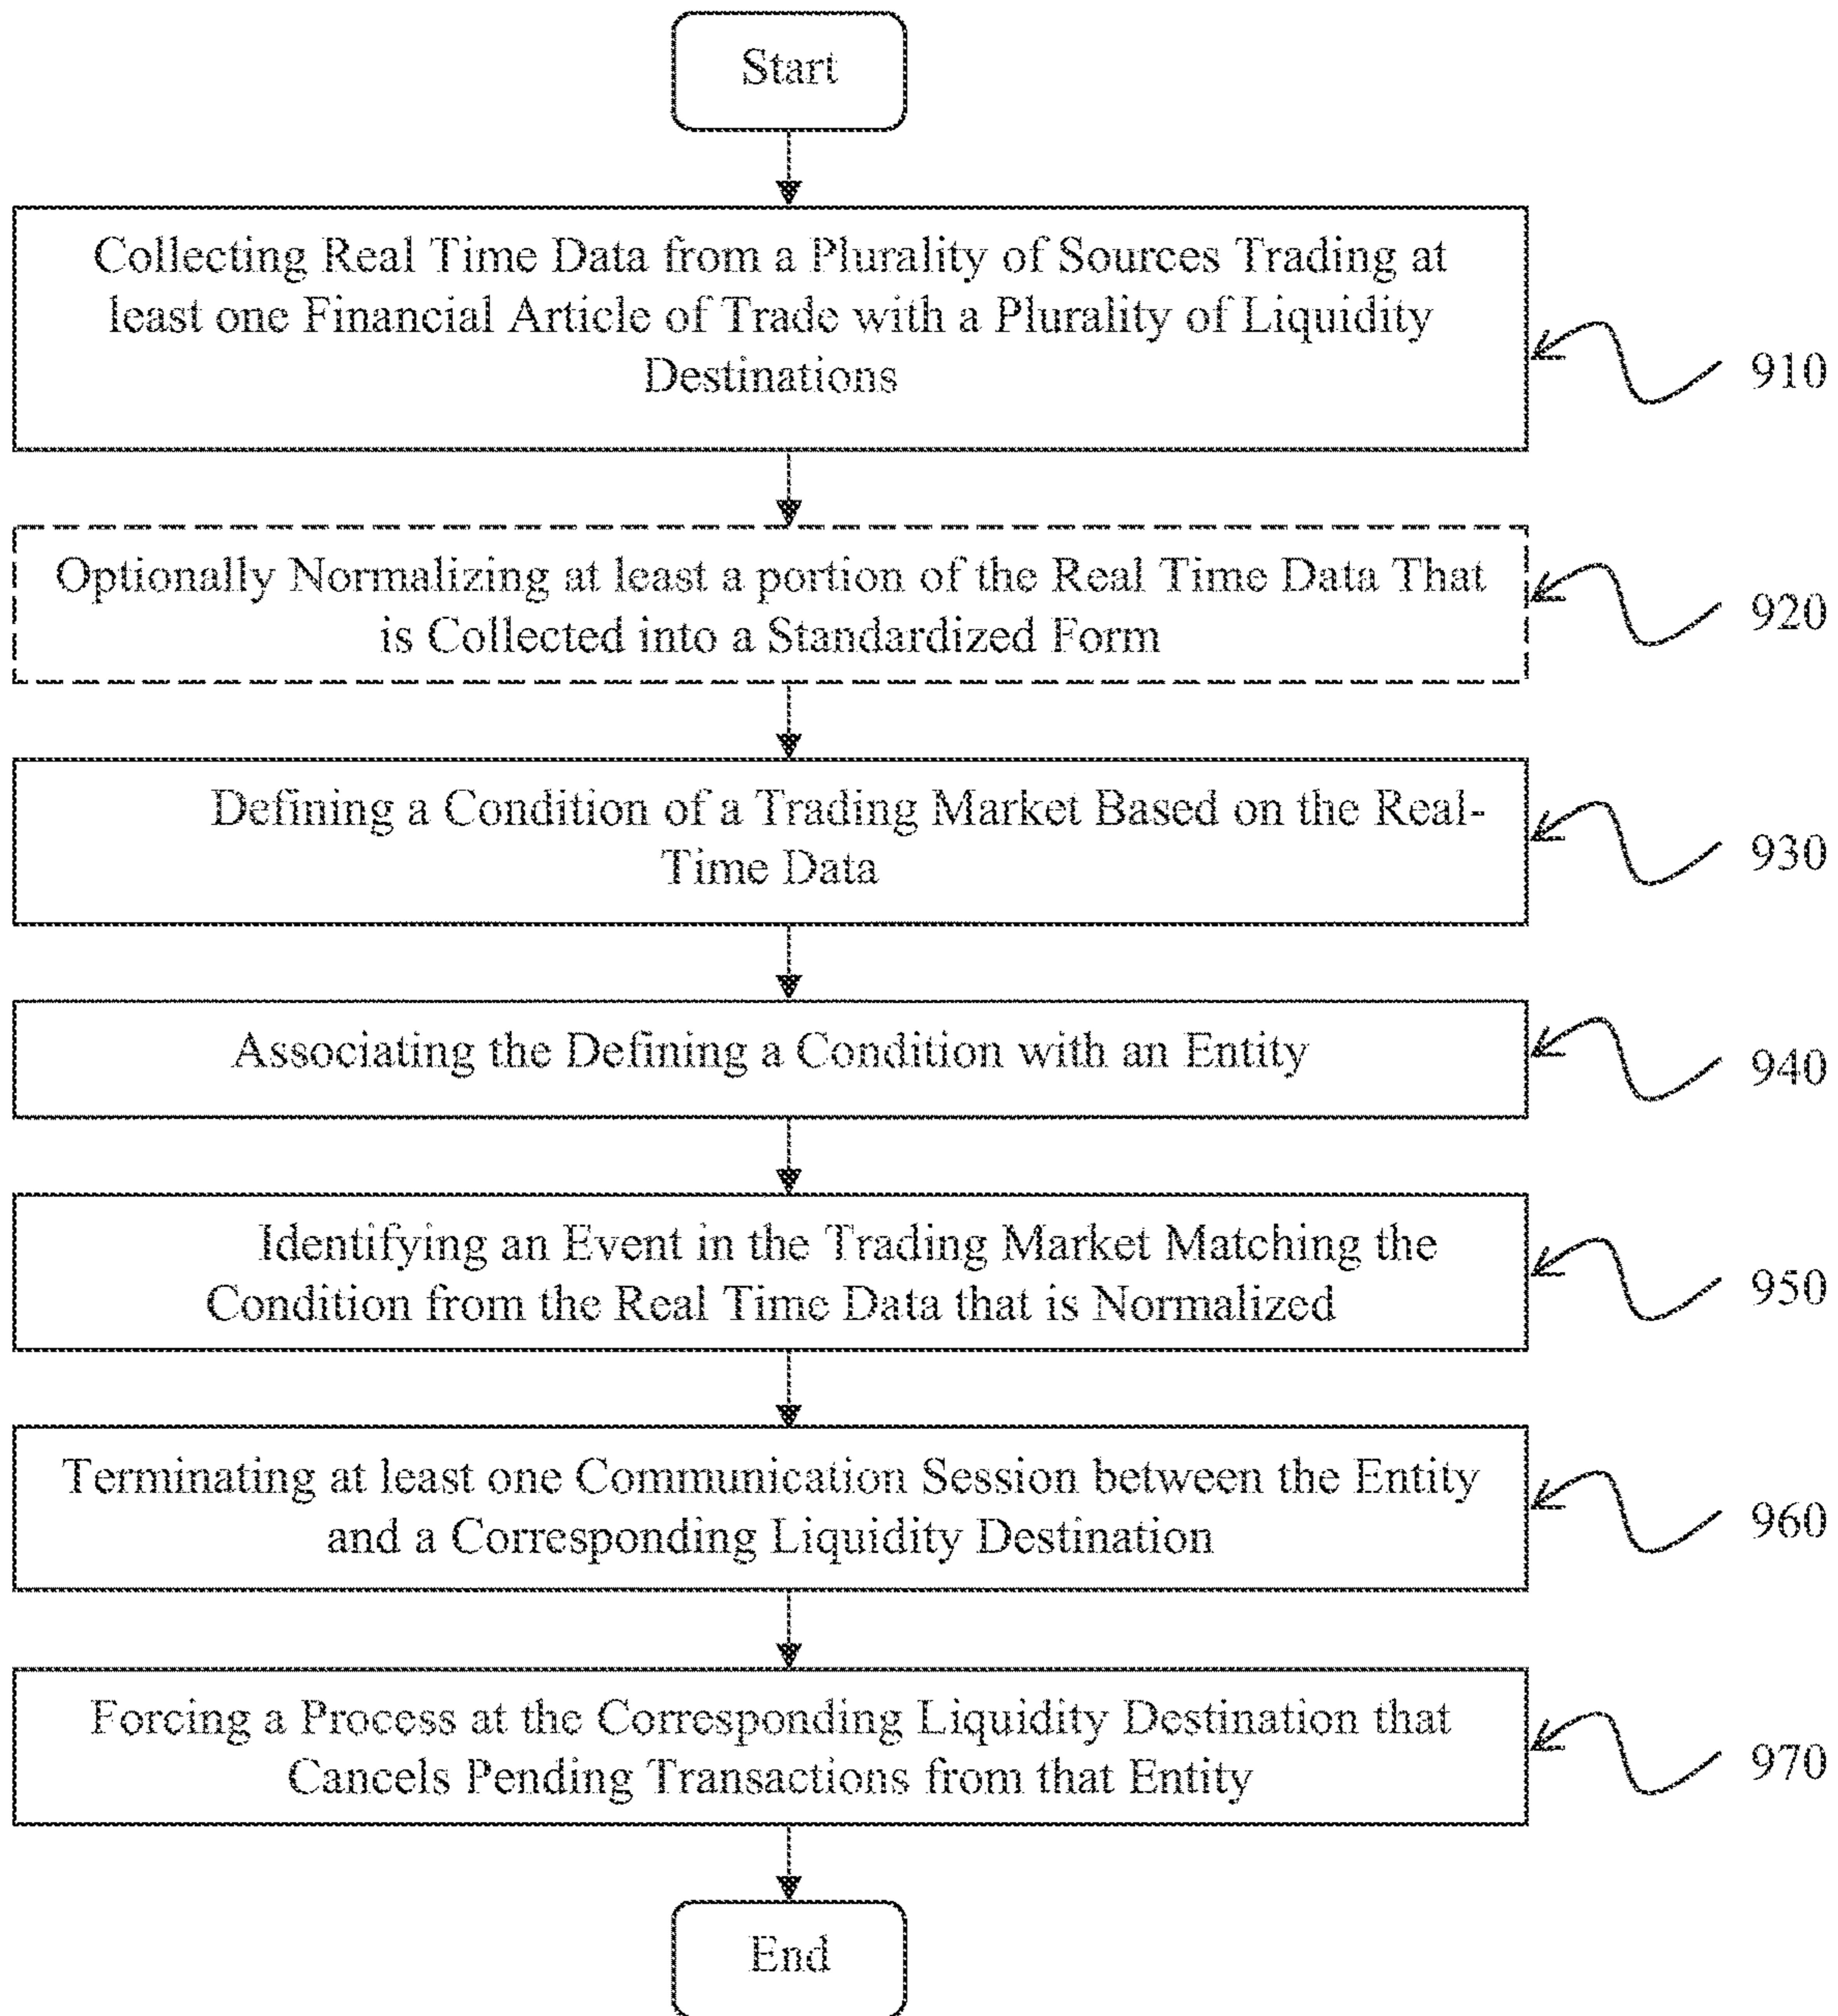 Start
Collecting Real Time Data from a Plurality of Sources Trading at
least one Financial Article of Trade with a Plurality of Liquidity
Destinations
910
Optionally Normalizing at least a portion of the Real Time Data That
is Collected into a Standardized Form
920
Defining a Condition of a Trading Market Based on the Real-
Time Data
930
Associating the Defining a Condition with an Entity
940
Identifying an Event in the Trading Market Matching the
Condition from the Real Time Data that is Normalized
950
Terminating at least one Communication Session between the Entity
and a Corresponding Liquidity Destination
960
Forcing a Process at the Corresponding Liquidity Destination that
Cancels Pending Transactions from that Entity
970
End